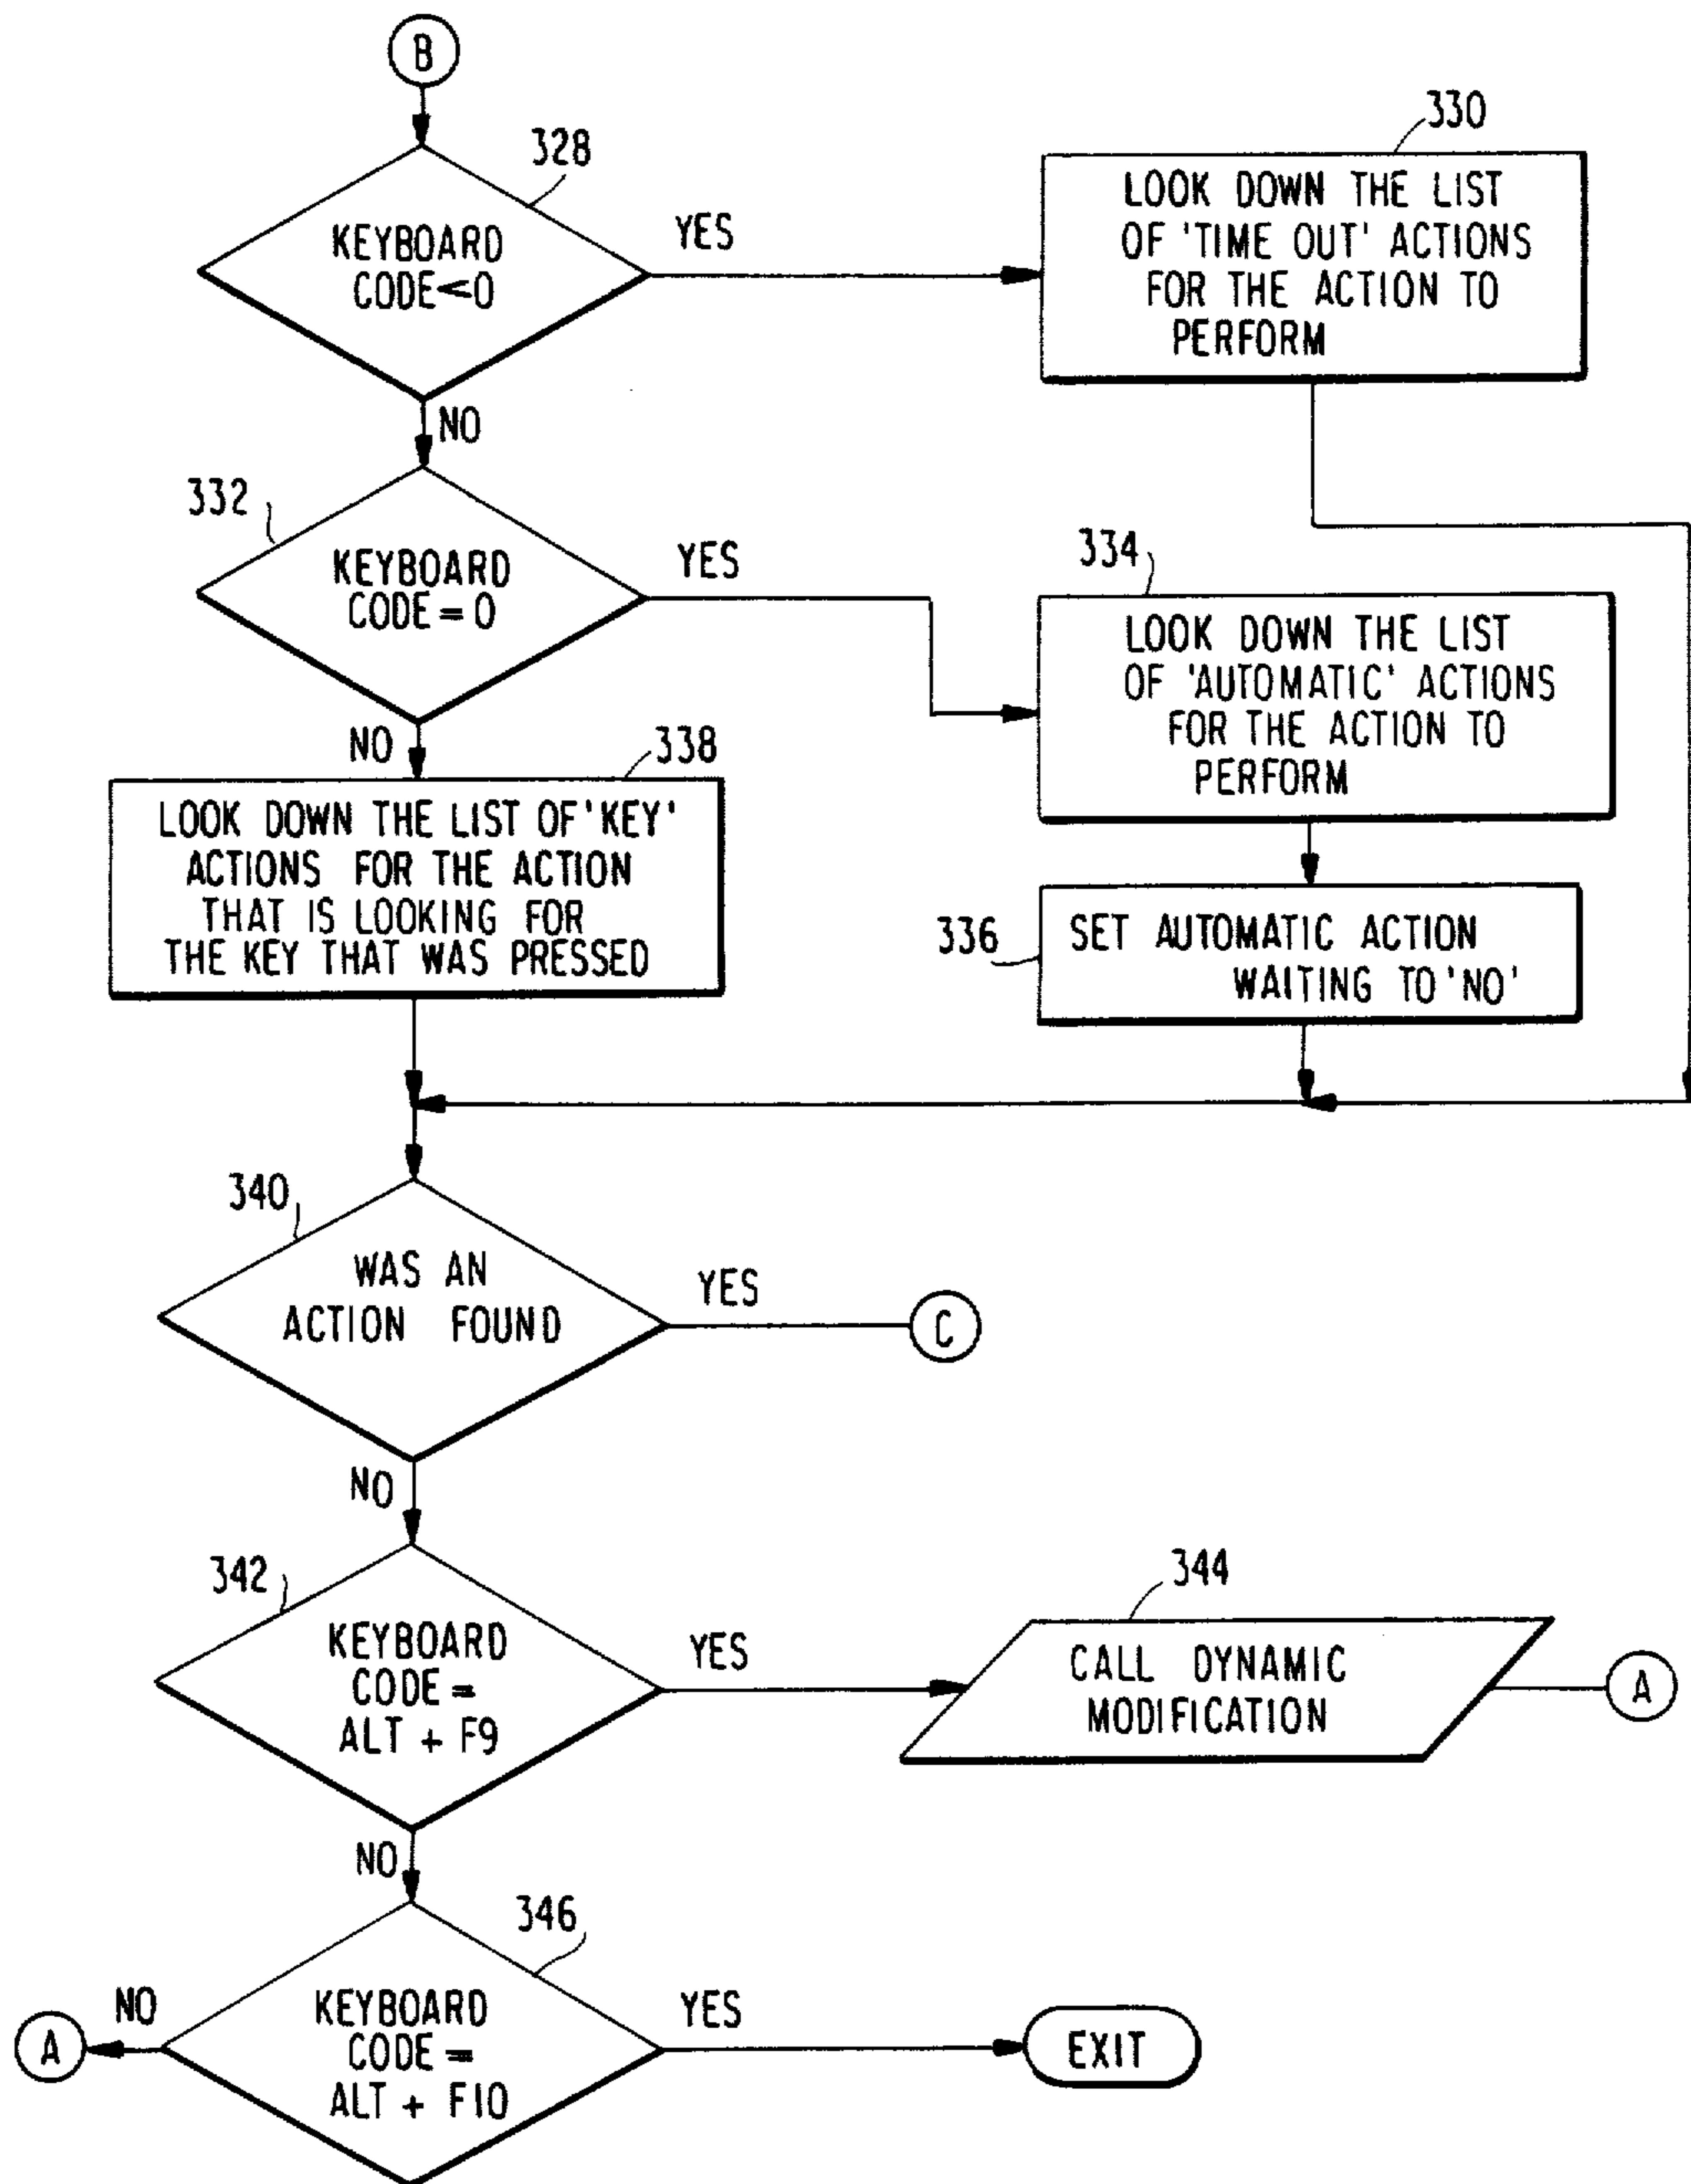 B
328
KEYBOARD
CODE<0
YES
NO
330
LOOK DOWN THE LIST
OF 'TIME OUT' ACTIONS
FOR THE ACTION TO
PERFORM
332
KEYBOARD
CODE = 0
YES
NO
334
LOOK DOWN THE LIST
OF 'AUTOMATIC' ACTIONS
FOR THE ACTION TO
PERFORM
338
LOOK DOWN THE LIST OF 'KEY'
ACTIONS FOR THE ACTION
THAT IS LOOKING FOR
THE KEY THAT WAS PRESSED
336
SET AUTOMATIC ACTION
WAITING TO 'NO'
340
WAS AN
ACTION FOUND
YES
C
NO
342
KEYBOARD
CODE =
ALT + F9
YES
344
CALL DYNAMIC
MODIFICATION
A
NO
346
KEYBOARD
CODE =
ALT + F10
NO
A
YES
EXIT